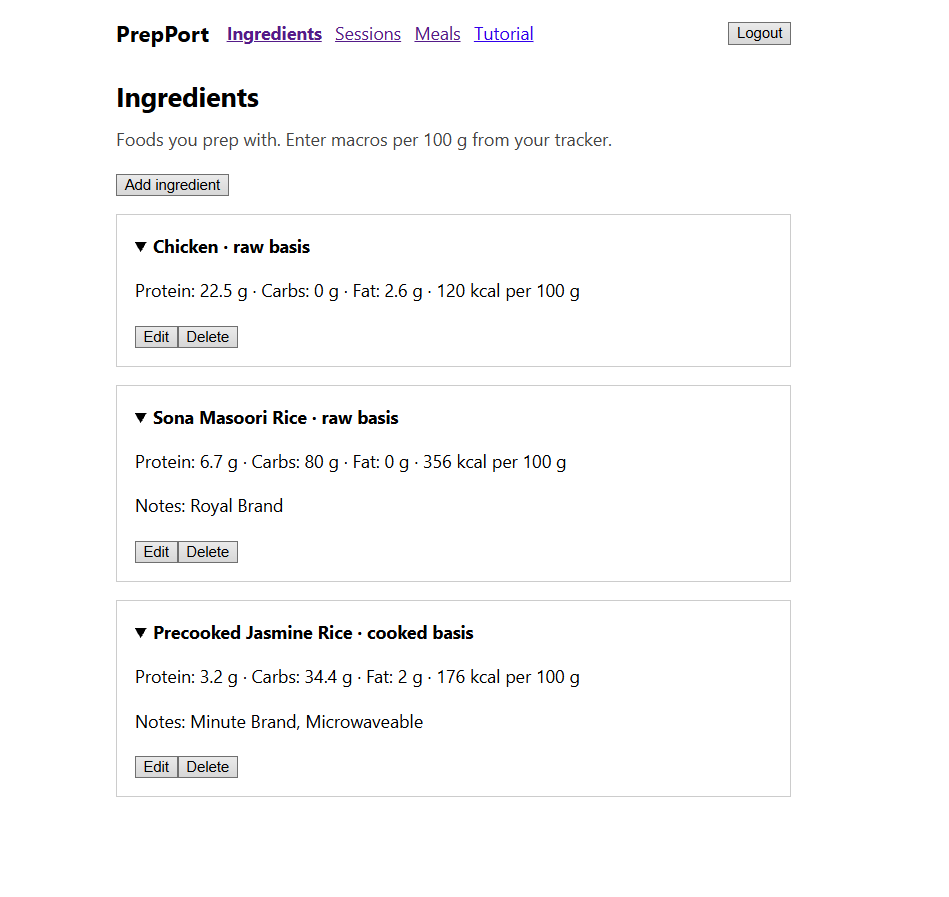 PrepPort Ingredients Sessions Meals Tutorial Logout
Ingredients
Foods you prep with. Enter macros per 100 g from your tracker.
Add ingredient
▼ Chicken · raw basis
Protein: 22.5 g · Carbs: 0 g · Fat: 2.6 g · 120 kcal per 100 g
Edit Delete
▼ Sona Masoori Rice · raw basis
Protein: 6.7 g · Carbs: 80 g · Fat: 0 g · 356 kcal per 100 g
Notes: Royal Brand
Edit Delete
▼ Precooked Jasmine Rice · cooked basis
Protein: 3.2 g · Carbs: 34.4 g · Fat: 2 g · 176 kcal per 100 g
Notes: Minute Brand, Microwaveable
Edit Delete